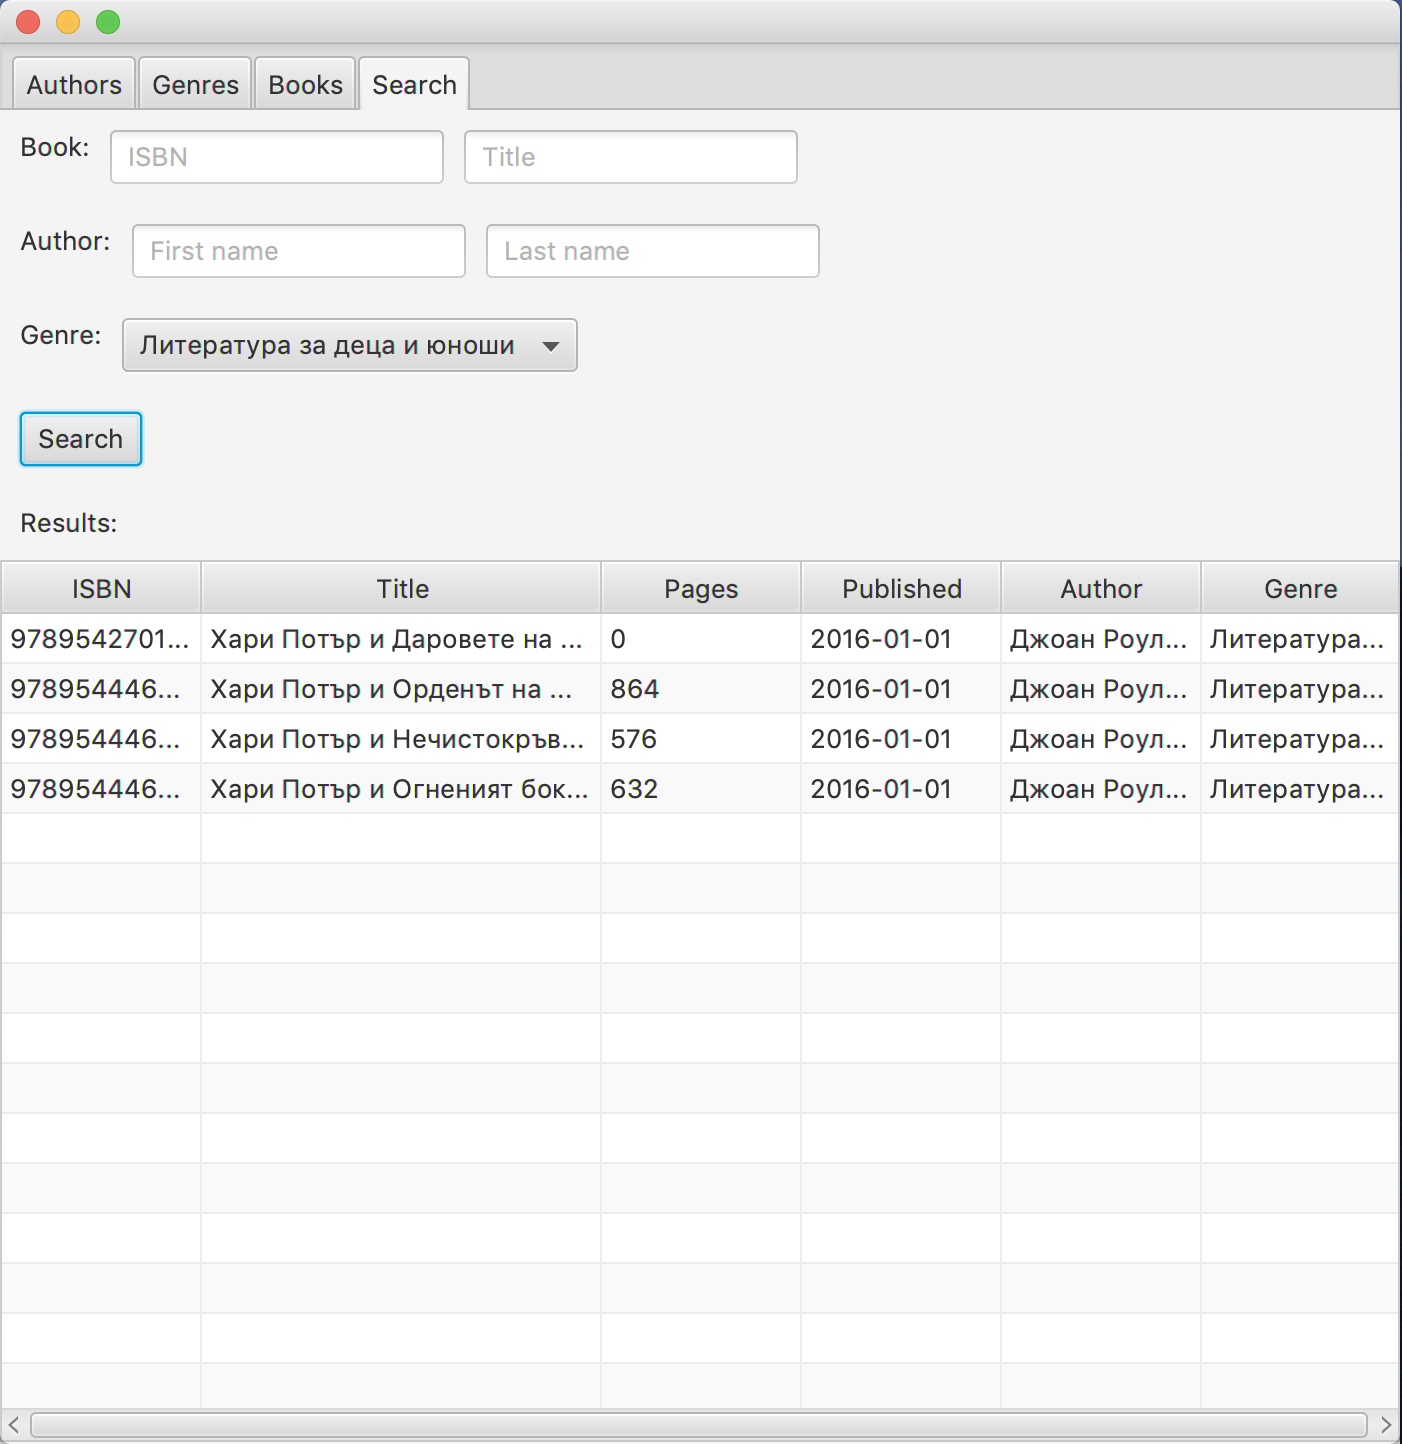 Authors Genres Books Search
Book: ISBN Title
Author: First name Last name
Genre: Литература за деца и юноши
Search
Results:
ISBN Title Pages Published Author Genre
9789542701... Хари Потър и Даровете на ... 0 2016-01-01 Джоан Роул... Литература...
978954446... Хари Потър и Орденът на ... 864 2016-01-01 Джоан Роул... Литература...
978954446... Хари Потър и Нечистокръв... 576 2016-01-01 Джоан Роул... Литература...
978954446... Хари Потър и Огненият бок... 632 2016-01-01 Джоан Роул... Литература...